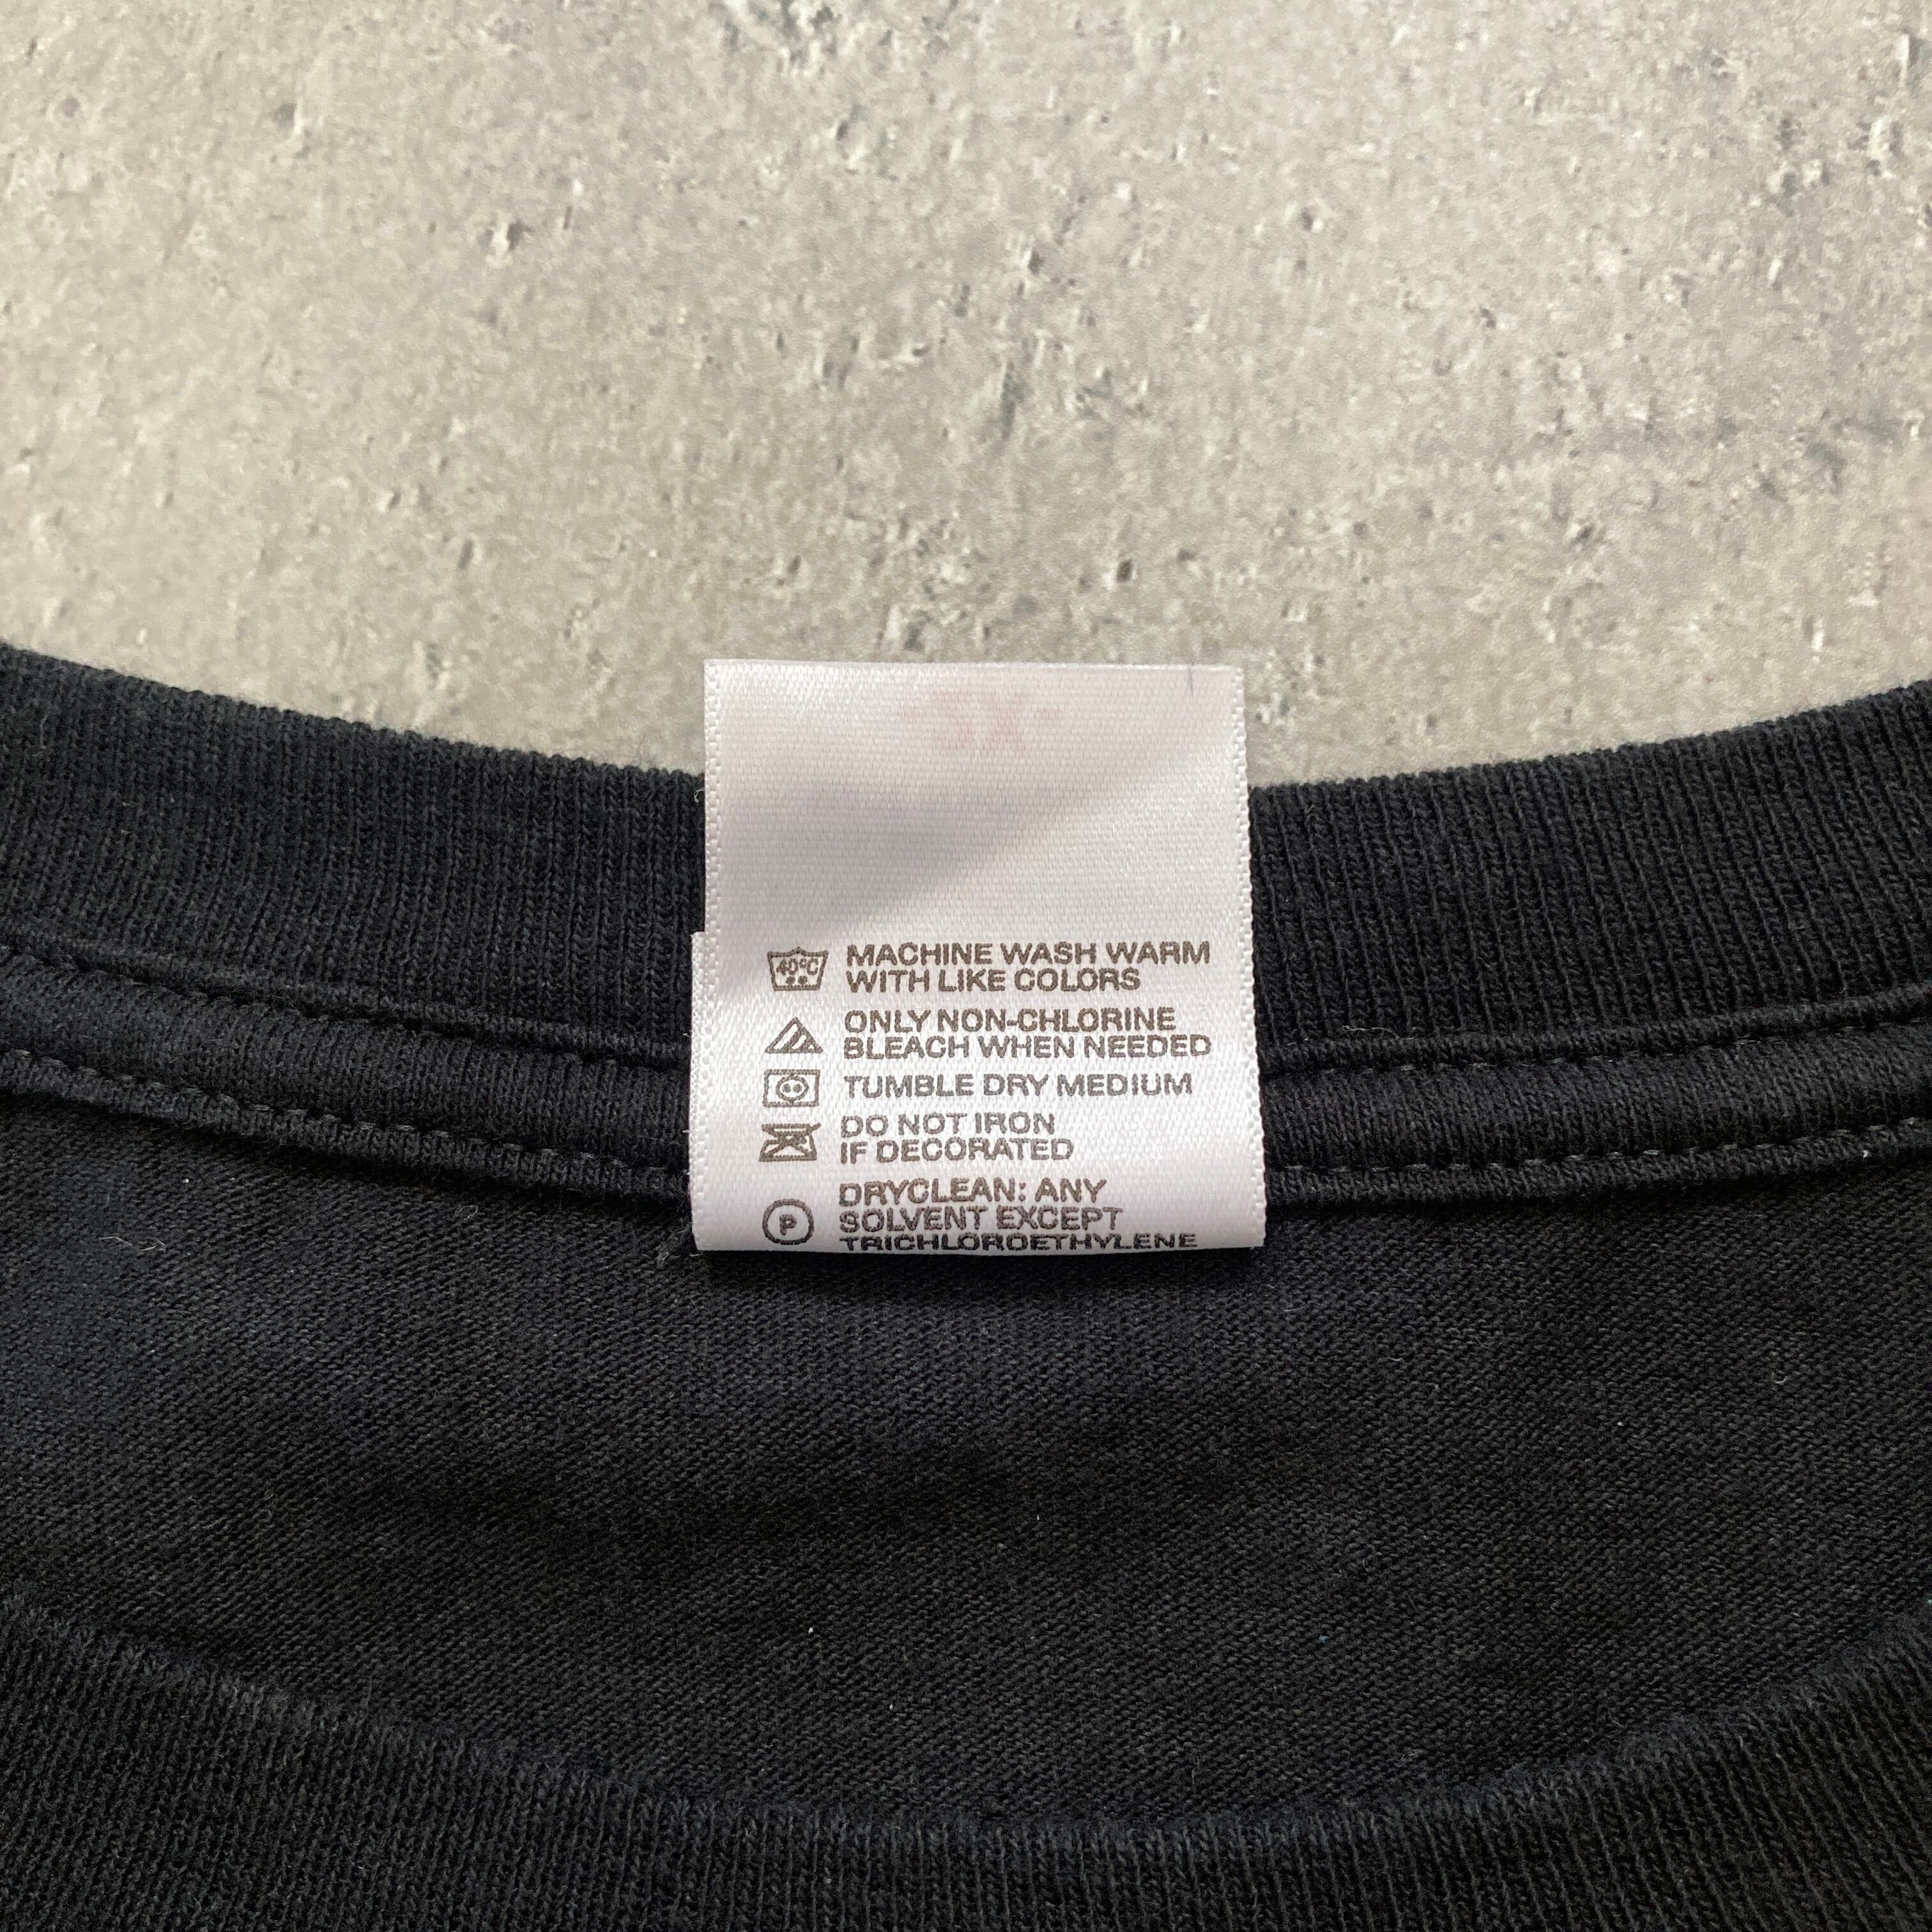 40°C MACHINE WASH WARM
WITH LIKE COLORS
ONLY NON-CHLORINE
BLEACH WHEN NEEDED
TUMBLE DRY MEDIUM
DO NOT IRON
IF DECORATED
DRYCLEAN: ANY
P SOLVENT EXCEPT
TRICHLOROETHYLENE